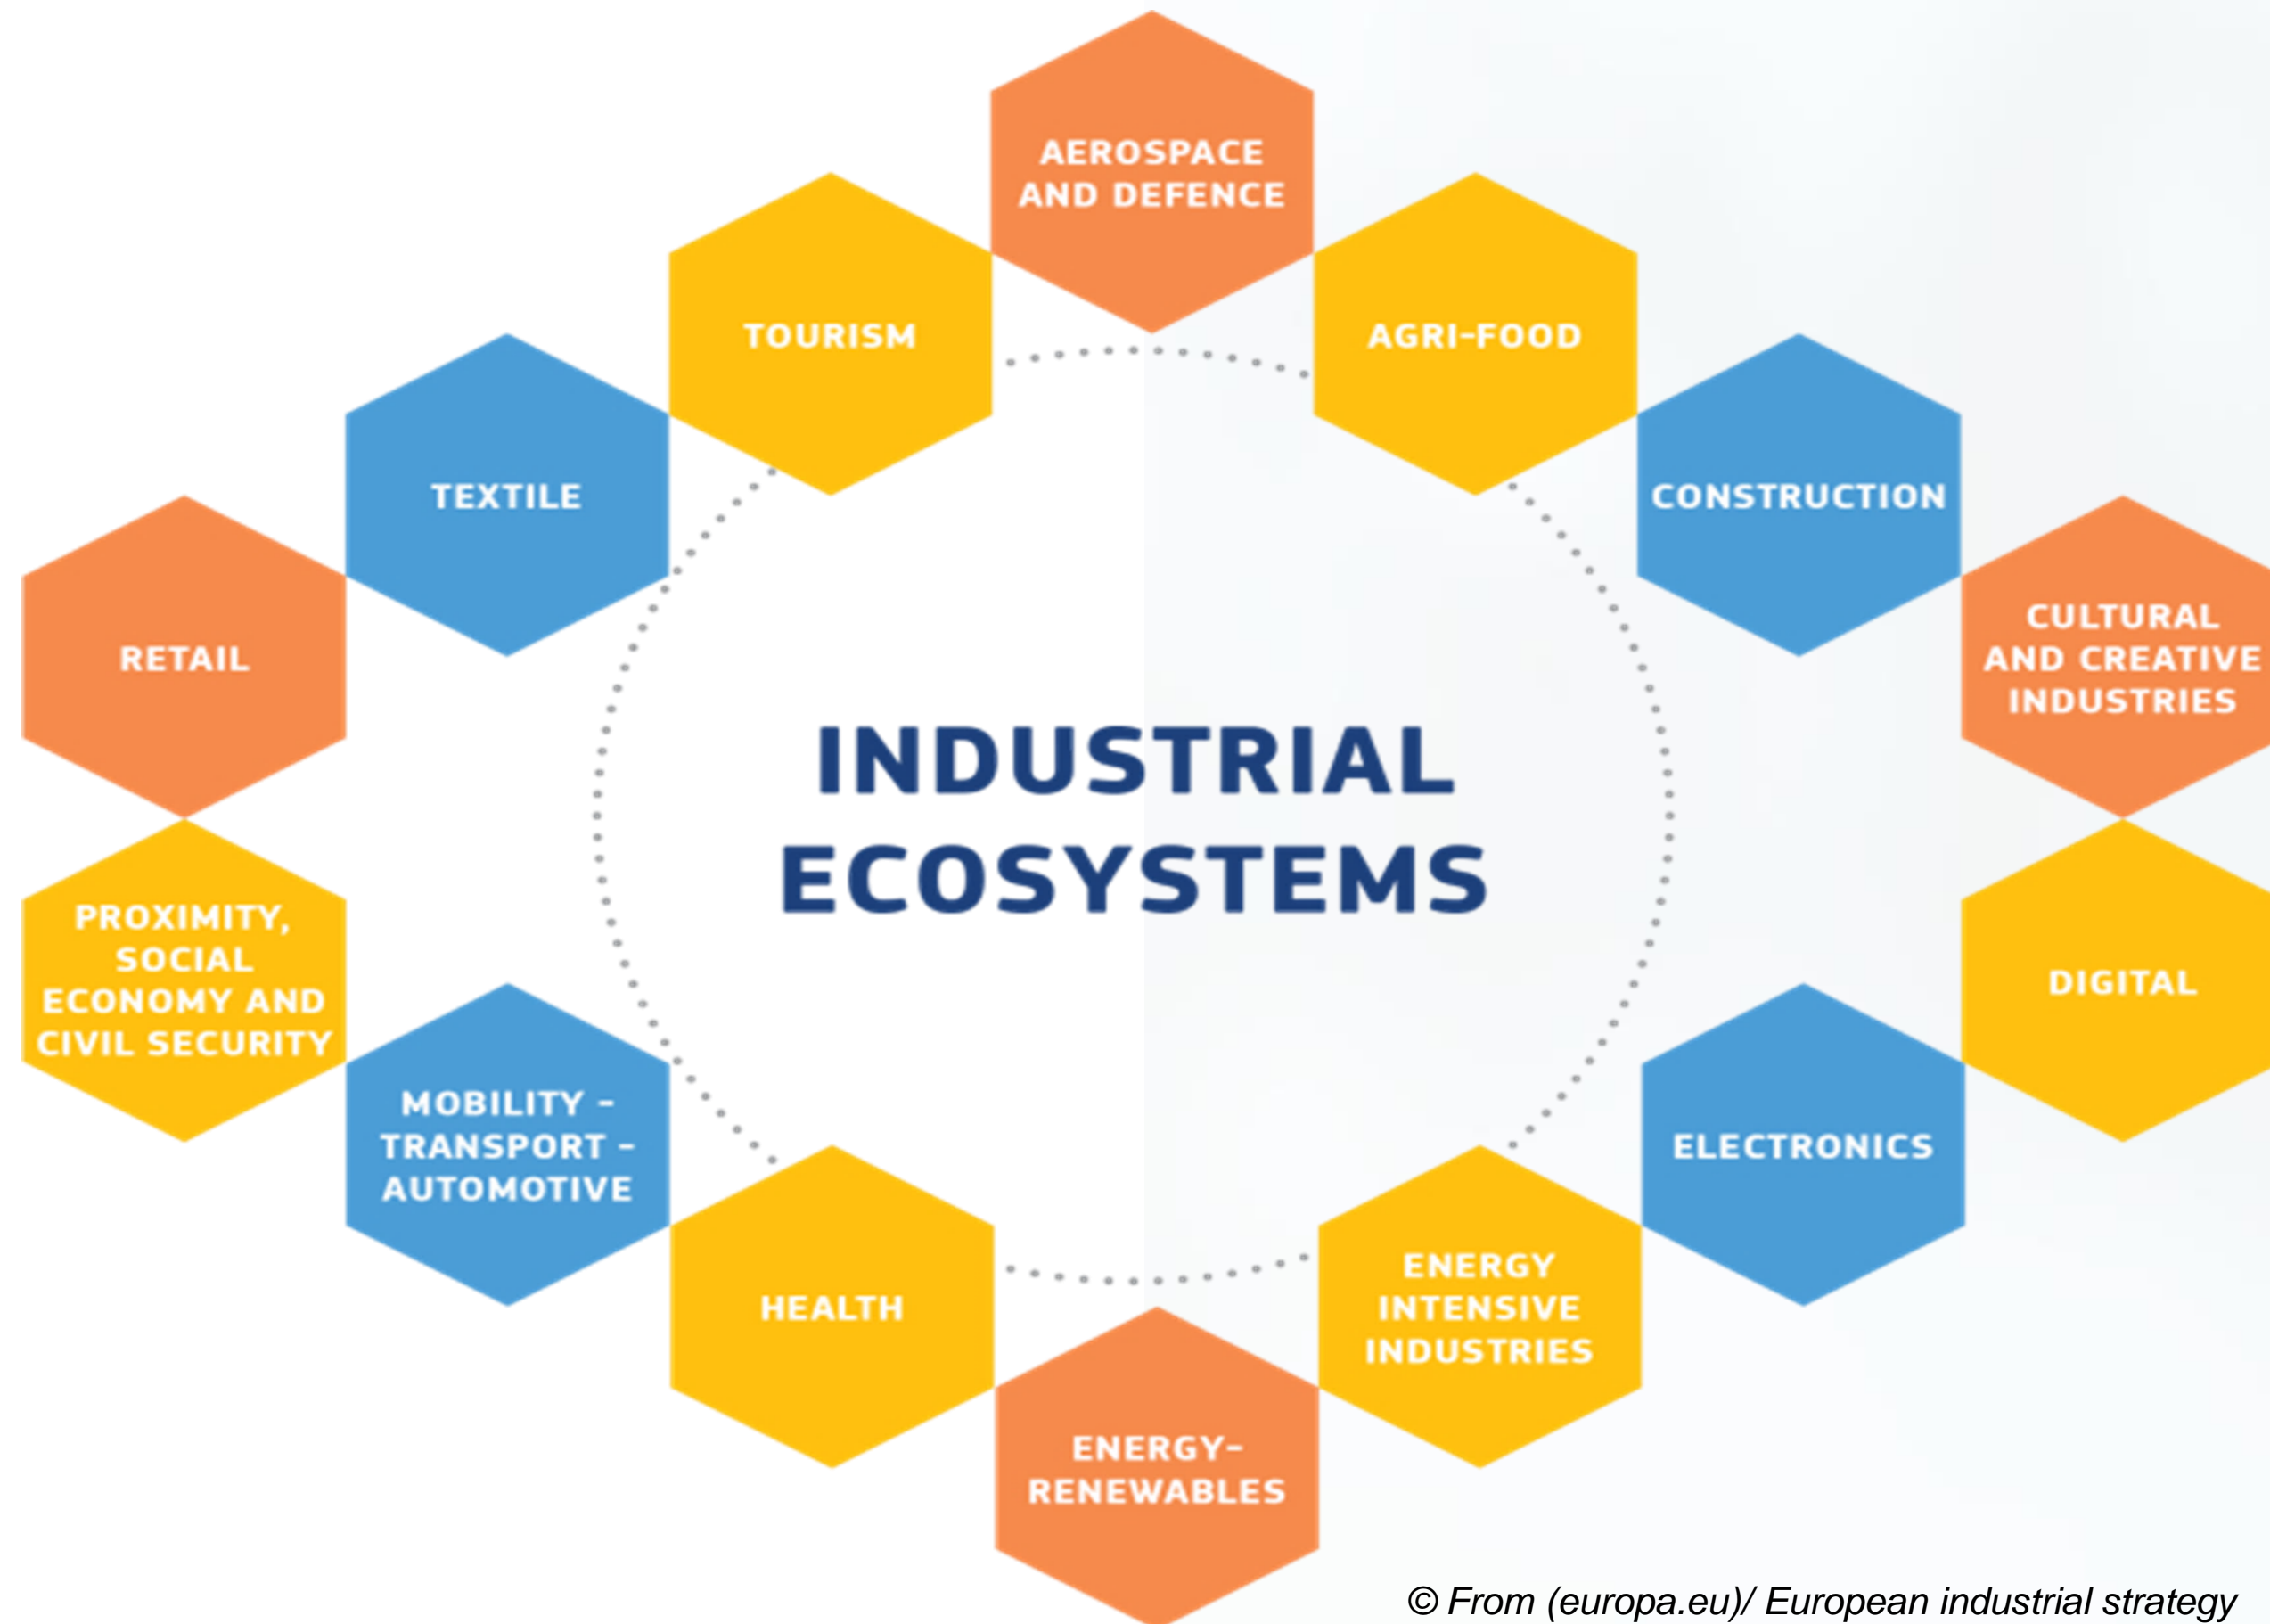 AEROSPACE
AND DEFENCE
TOURISM
AGRI-FOOD
TEXTILE
CONSTRUCTION
RETAIL
CULTURAL
AND CREATIVE
INDUSTRIES
INDUSTRIAL
ECOSYSTEMS
PROXIMITY,
SOCIAL
ECONOMY AND
CIVIL SECURITY
DIGITAL
MOBILITY -
TRANSPORT -
AUTOMOTIVE
ELECTRONICS
HEALTH
ENERGY
INTENSIVE
INDUSTRIES
ENERGY-
RENEWABLES
© From (europa.eu)/ European industrial strategy